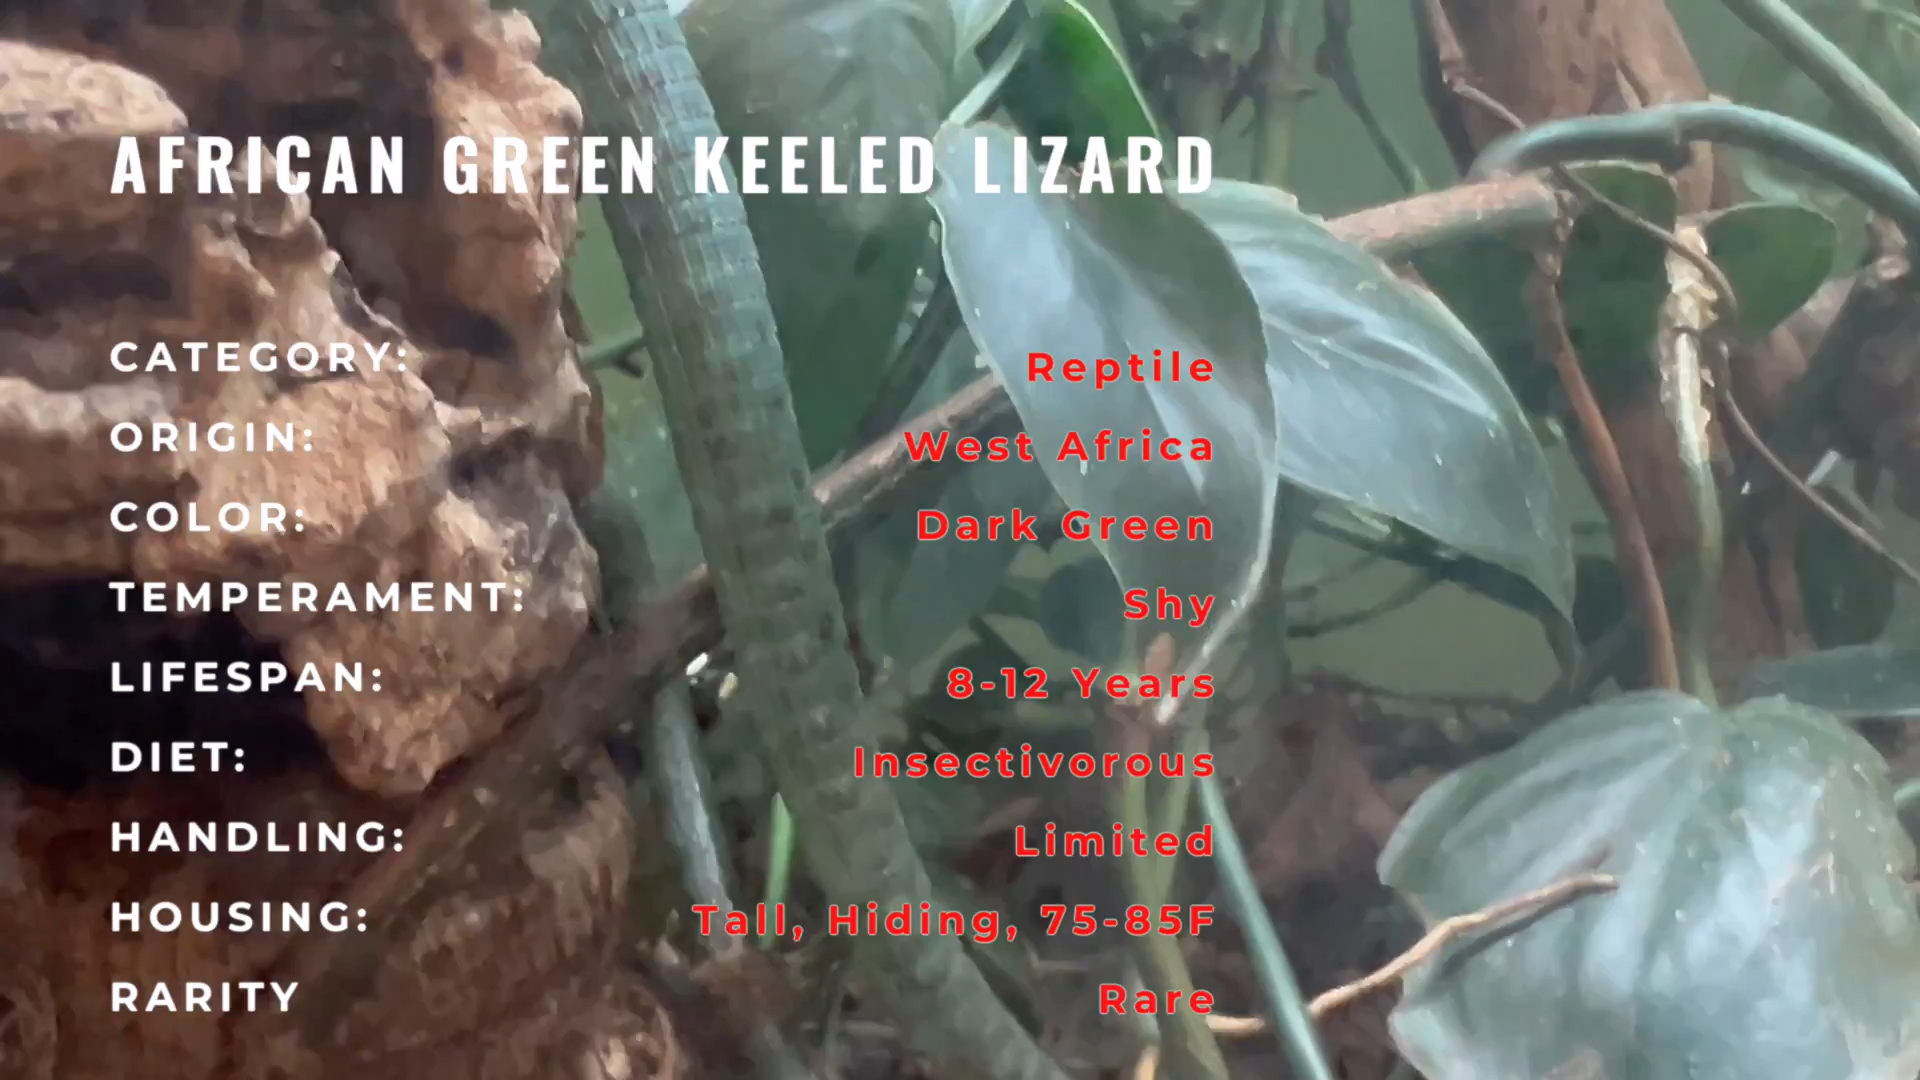 AFRICAN GREEN KEELED LIZARD
CATEGORY: Reptile
ORIGIN: West Africa
COLOR: Dark Green
TEMPERAMENT: Shy
LIFESPAN: 8-12 Years
DIET: Insectivorous
HANDLING: Limited
HOUSING: Tall, Hiding, 75-85F
RARITY Rare